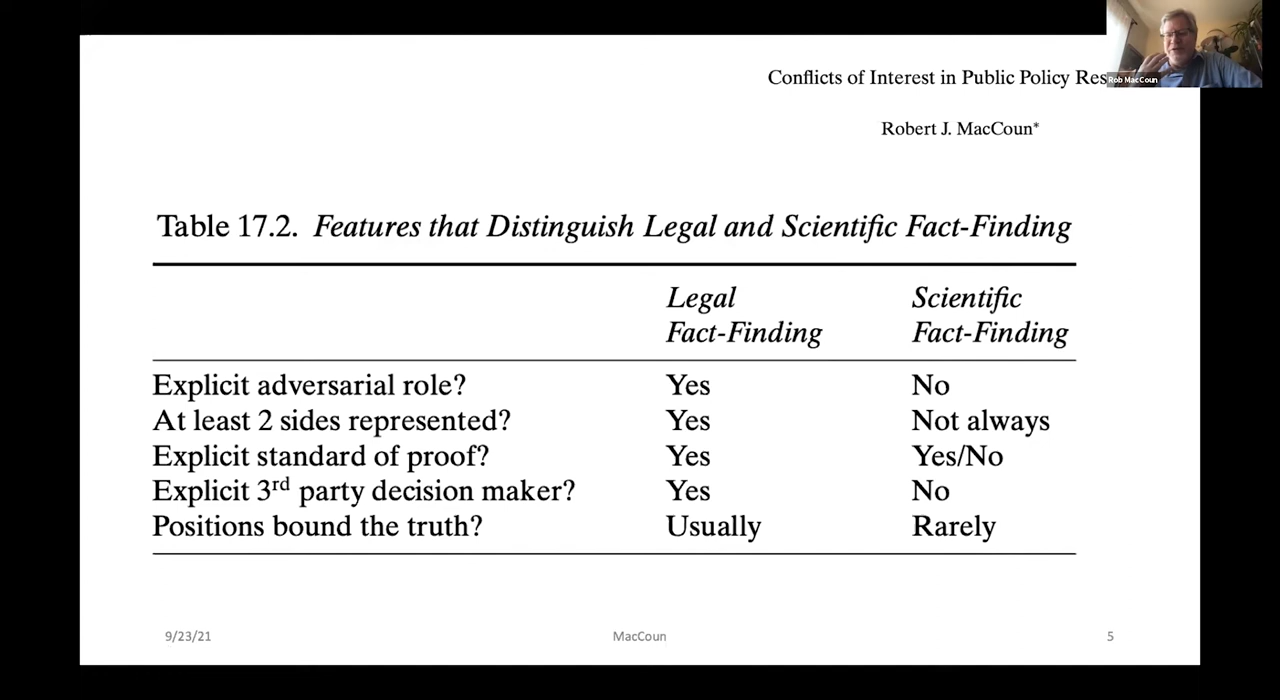 Conflicts of Interest in Public Policy Res
Rob MacCoun
Robert J. MacCoun*
Table 17.2. Features that Distinguish Legal and Scientific Fact-Finding
Legal Scientific
Fact-Finding Fact-Finding
Explicit adversarial role? Yes No
At least 2 sides represented? Yes Not always
Explicit standard of proof? Yes Yes/No
Explicit 3rd party decision maker? Yes No
Positions bound the truth? Usually Rarely
9/23/21 MacCoun 5